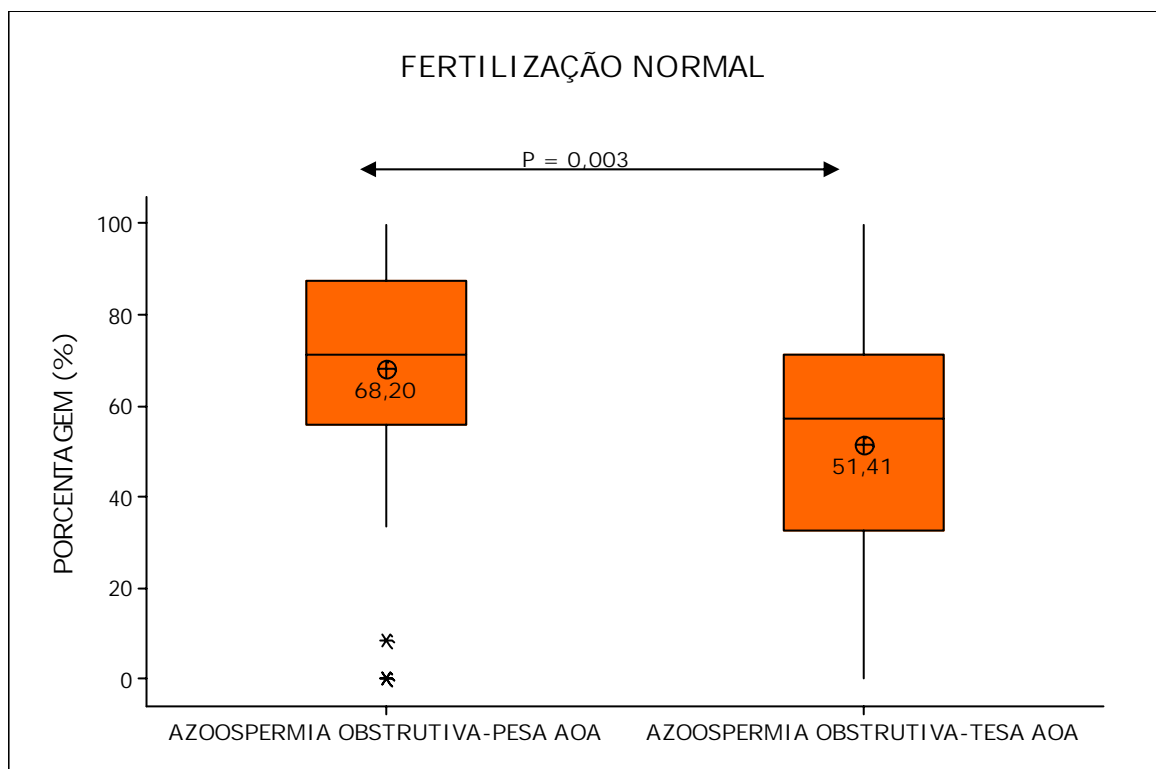 FERTILIZAÇÃO NORMAL
P = 0,003
100
80
60
40
20
0
PORCENTAGEM (%)
68,20
51,41
AZOOSPERMIA OBSTRUTIVA-PESA AOA
AZOOSPERMIA OBSTRUTIVA-TESA AOA